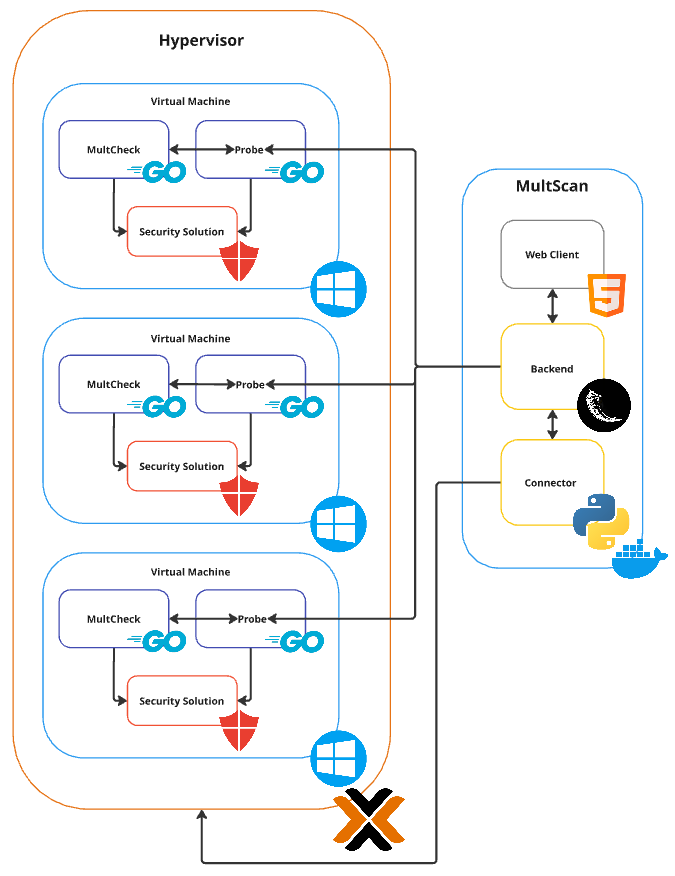 Hypervisor
Virtual Machine
MultCheck
Probe
GO
GO
Security Solution
Virtual Machine
MultCheck
Probe
GO
GO
Security Solution
Virtual Machine
MultCheck
Probe
GO
GO
Security Solution
MultScan
Web Client
5
Backend
Connector